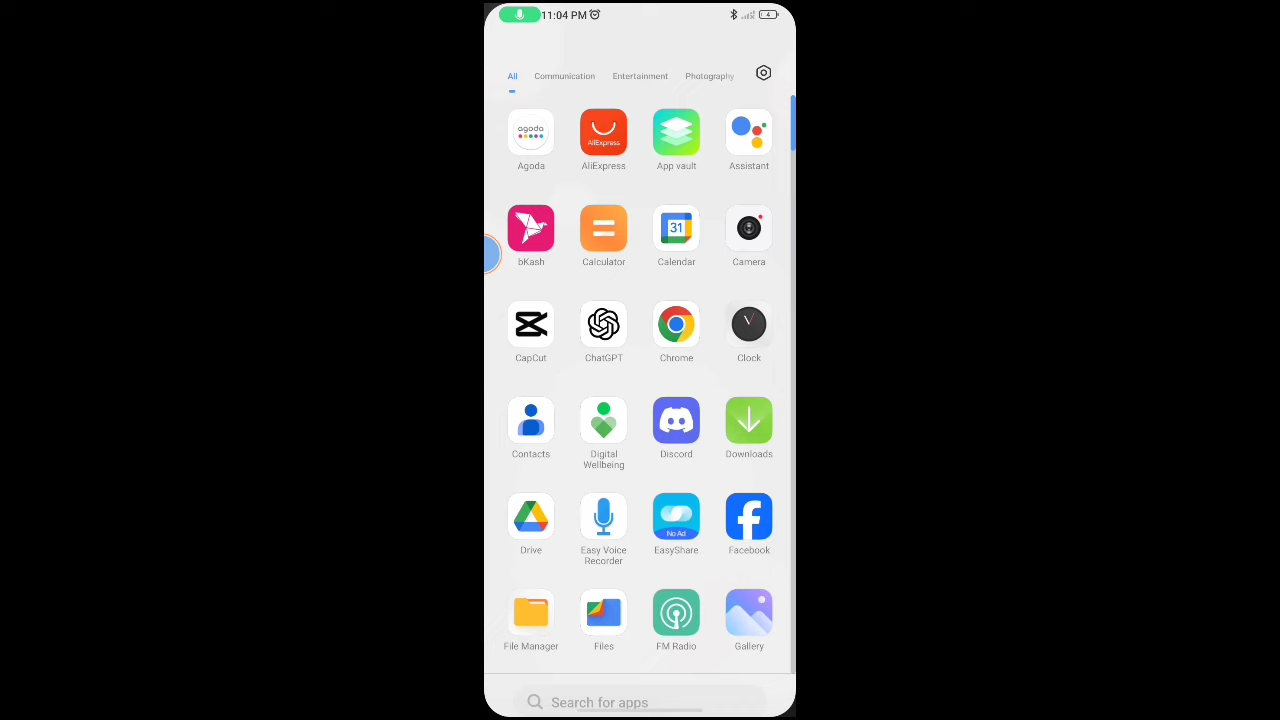 11:04 PM
4
All Communication Entertainment Photography
agoda
AliExpress
Agoda AliExpress App vault Assistant
31
bKash Calculator Calendar Camera
CapCut ChatGPT Chrome Clock
Contacts Digital Wellbeing Discord Downloads
No Ad
Drive Easy Voice Recorder EasyShare Facebook
File Manager Files FM Radio Gallery
Search for apps